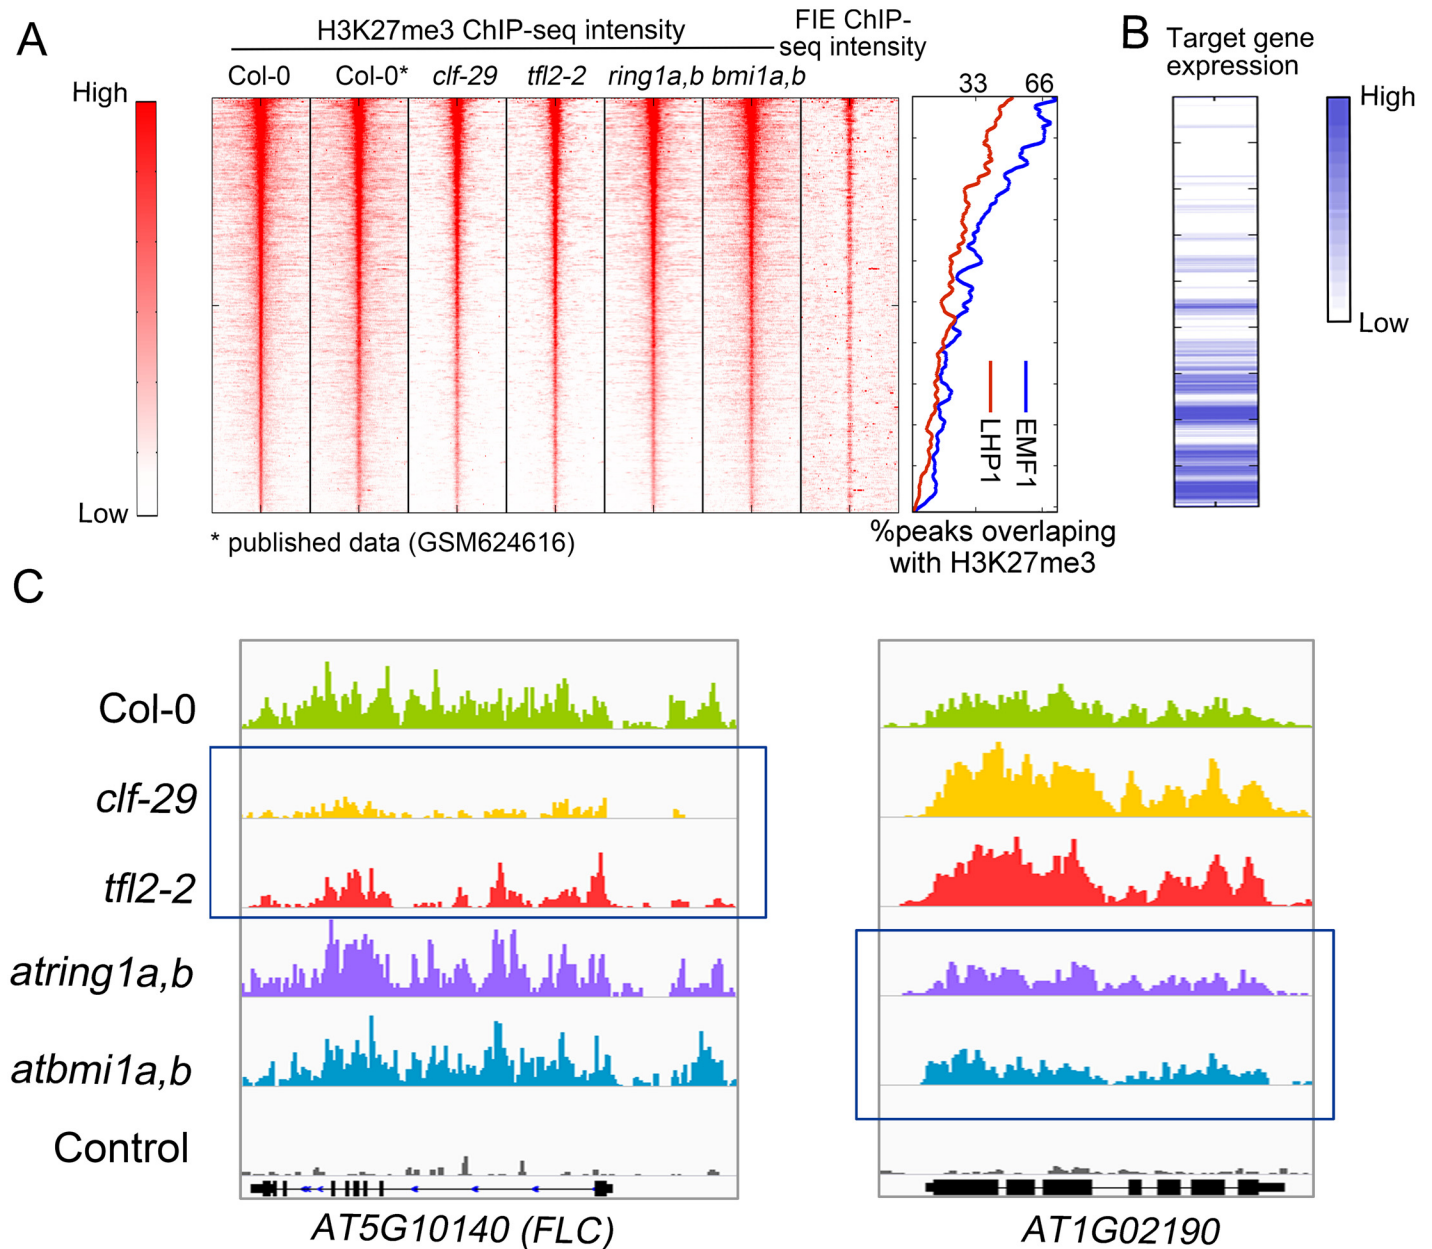 A
H3K27me3 ChIP-seq intensity
FIE ChIP-
seq intensity
Col-0 Col-0* clf-29 tfl2-2 ring1a,b bmi1a,b
33 66
High
Low
LHP1
EMF1
* published data (GSM624616)
%peaks overlaping
with H3K27me3
B
Target gene
expression
High
Low
C
Col-0
clf-29
tfl2-2
atring1a,b
atbmi1a,b
Control
AT5G10140 (FLC)
AT1G02190